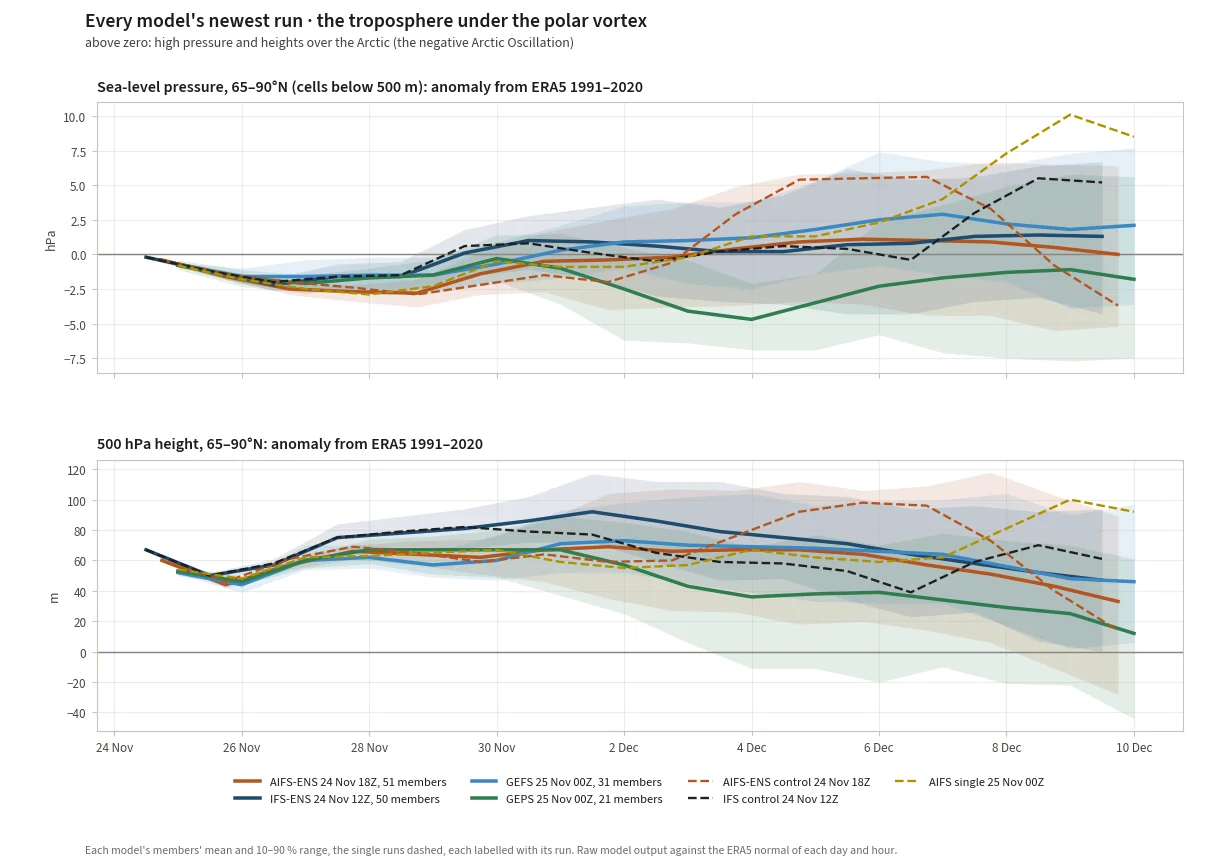 Every model's newest run · the troposphere under the polar vortex
above zero: high pressure and heights over the Arctic (the negative Arctic Oscillation)
Sea-level pressure, 65–90°N (cells below 500 m): anomaly from ERA5 1991–2020
10.0
7.5
5.0
2.5
0.0
−2.5
−5.0
−7.5
hPa
500 hPa height, 65–90°N: anomaly from ERA5 1991–2020
120
100
80
60
40
20
0
−20
−40
m
24 Nov 26 Nov 28 Nov 30 Nov 2 Dec 4 Dec 6 Dec 8 Dec 10 Dec
AIFS-ENS 24 Nov 18Z, 51 members GEFS 25 Nov 00Z, 31 members AIFS-ENS control 24 Nov 18Z AIFS single 25 Nov 00Z
IFS-ENS 24 Nov 12Z, 50 members GEPS 25 Nov 00Z, 21 members IFS control 24 Nov 12Z
Each model's members' mean and 10–90 % range, the single runs dashed, each labelled with its run. Raw model output against the ERA5 normal of each day and hour.